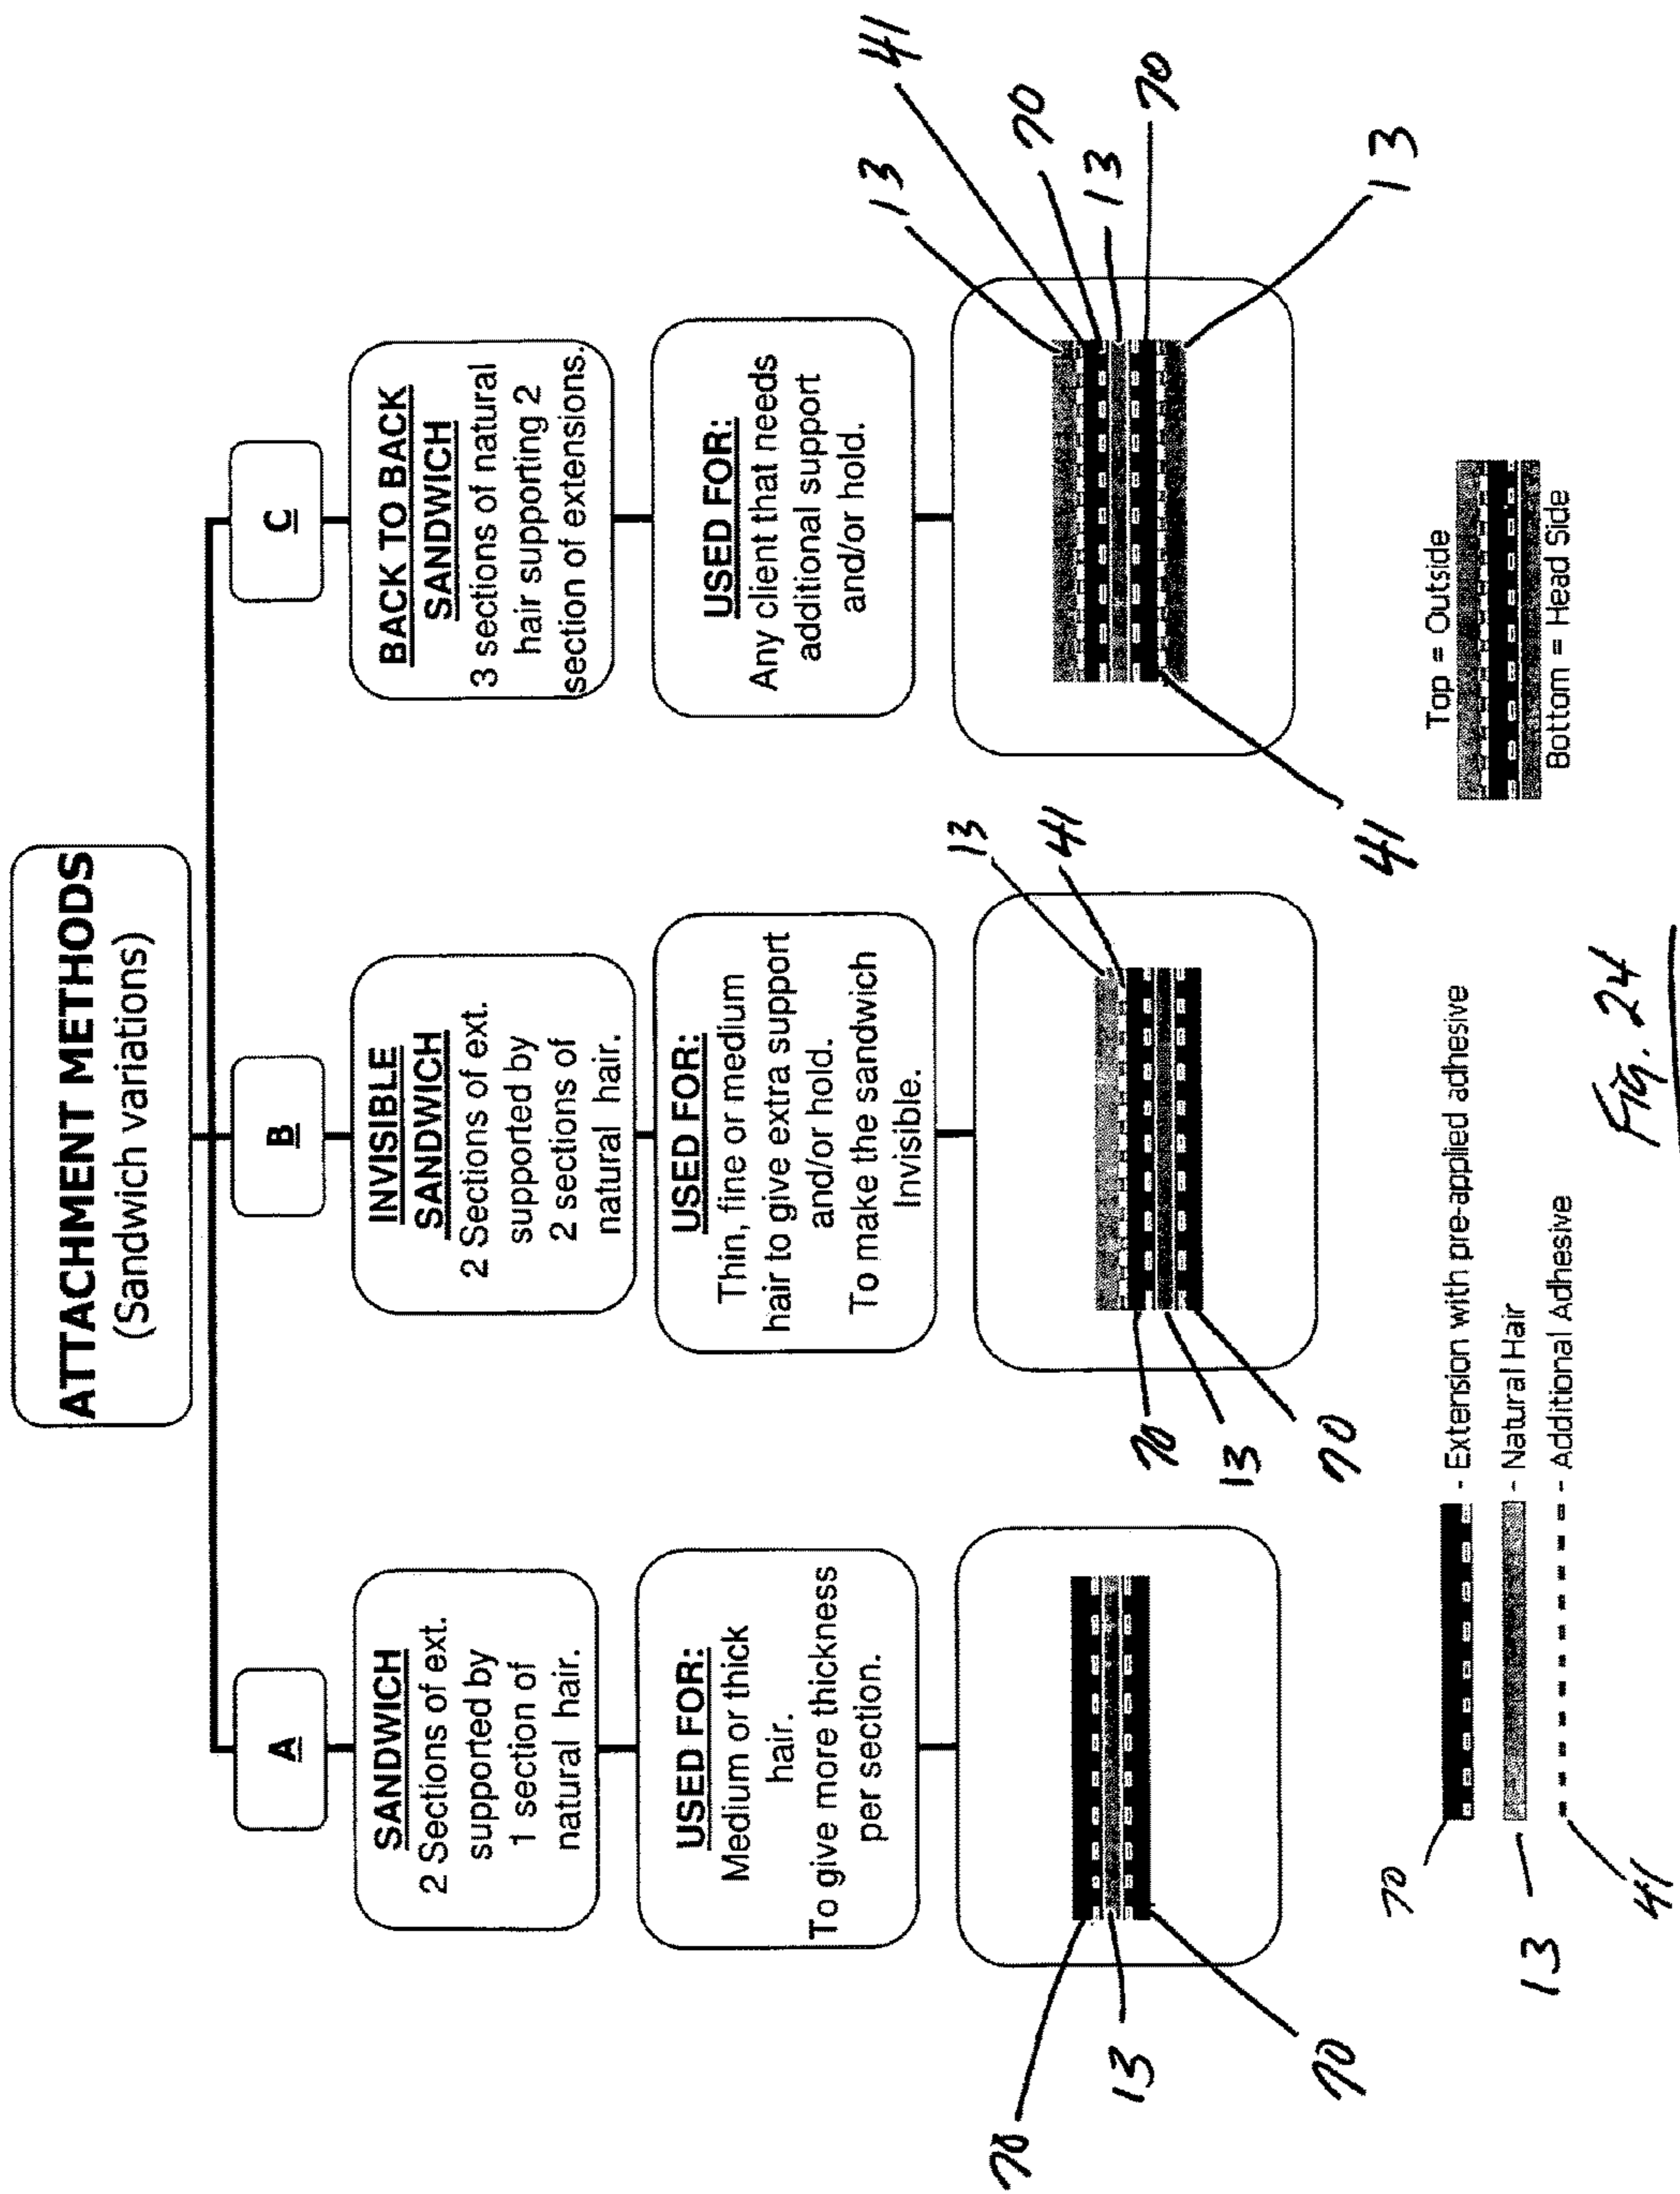 ATTACHMENT METHODS
(Sandwich variations)
A
SANDWICH
2 Sections of ext.
supported by
1 section of
natural hair.
USED FOR:
Medium or thick
hair.
To give more thickness
per section.
70
13
70
B
INVISIBLE
SANDWICH
2 Sections of ext.
supported by
2 sections of
natural hair.
USED FOR:
Thin, fine or medium
hair to give extra support
and/or hold.
To make the sandwich
Invisible.
13
41
70
13
70
C
BACK TO BACK
SANDWICH
3 sections of natural
hair supporting 2
section of extensions.
USED FOR:
Any client that needs
additional support
and/or hold.
13
41
70
13
70
13
41
70
- Extension with pre-applied adhesive
13
- Natural Hair
41
- Additional Adhesive
Top = Outside
Bottom = Head Side
Fig. 24